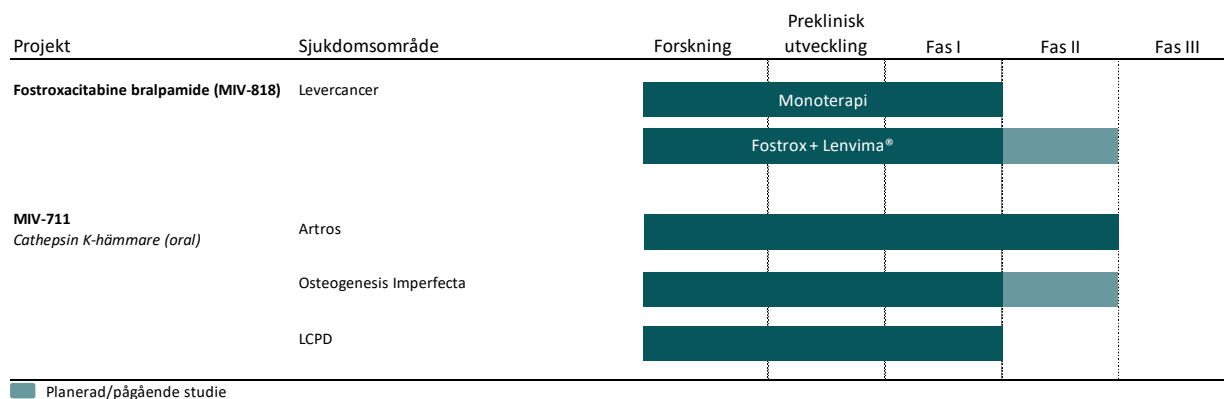 Projekt Sjukdomsområde Forskning Preklinisk utveckling Fas I Fas II Fas III
Fostroxacitabine bralpamide (MIV-818) Levercancer
Monoterapi
Fostrox + Lenvima®
MIV-711
Cathepsin K-hämmare (oral)
Artros
Osteogenesis Imperfecta
LCPD
Planerad/pågående studie